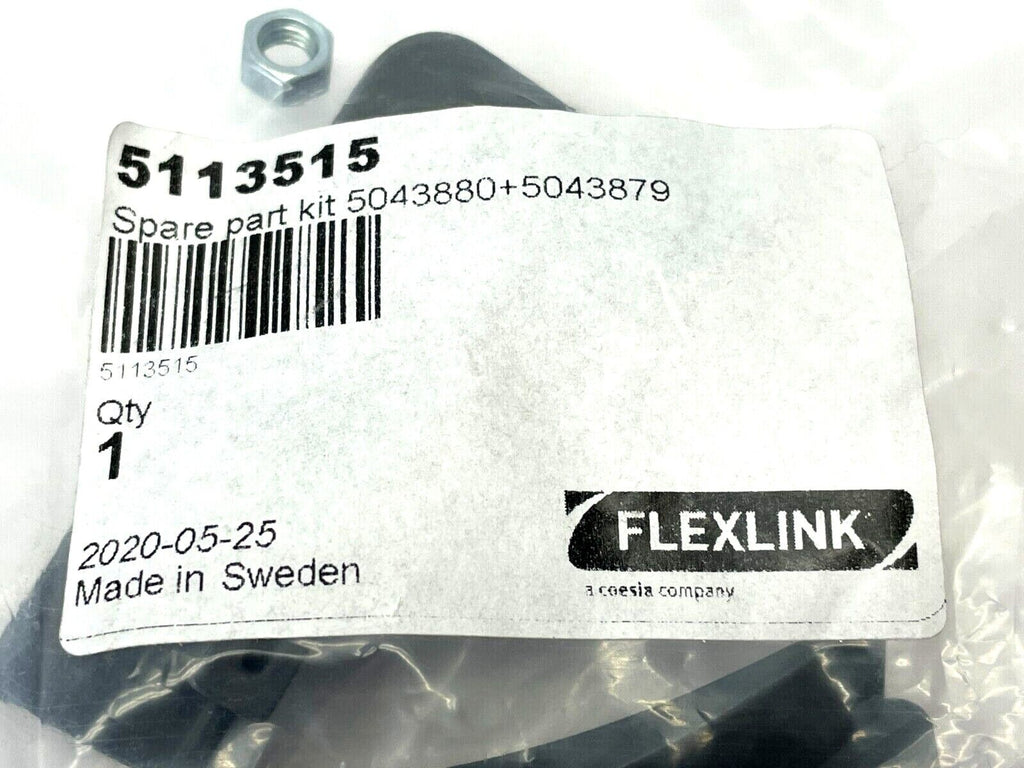 5113515
Spare part kit 5043880+5043879
5113515
Qty
1
2020-05-25
Made in Sweden
FLEXLINK
a coesia company